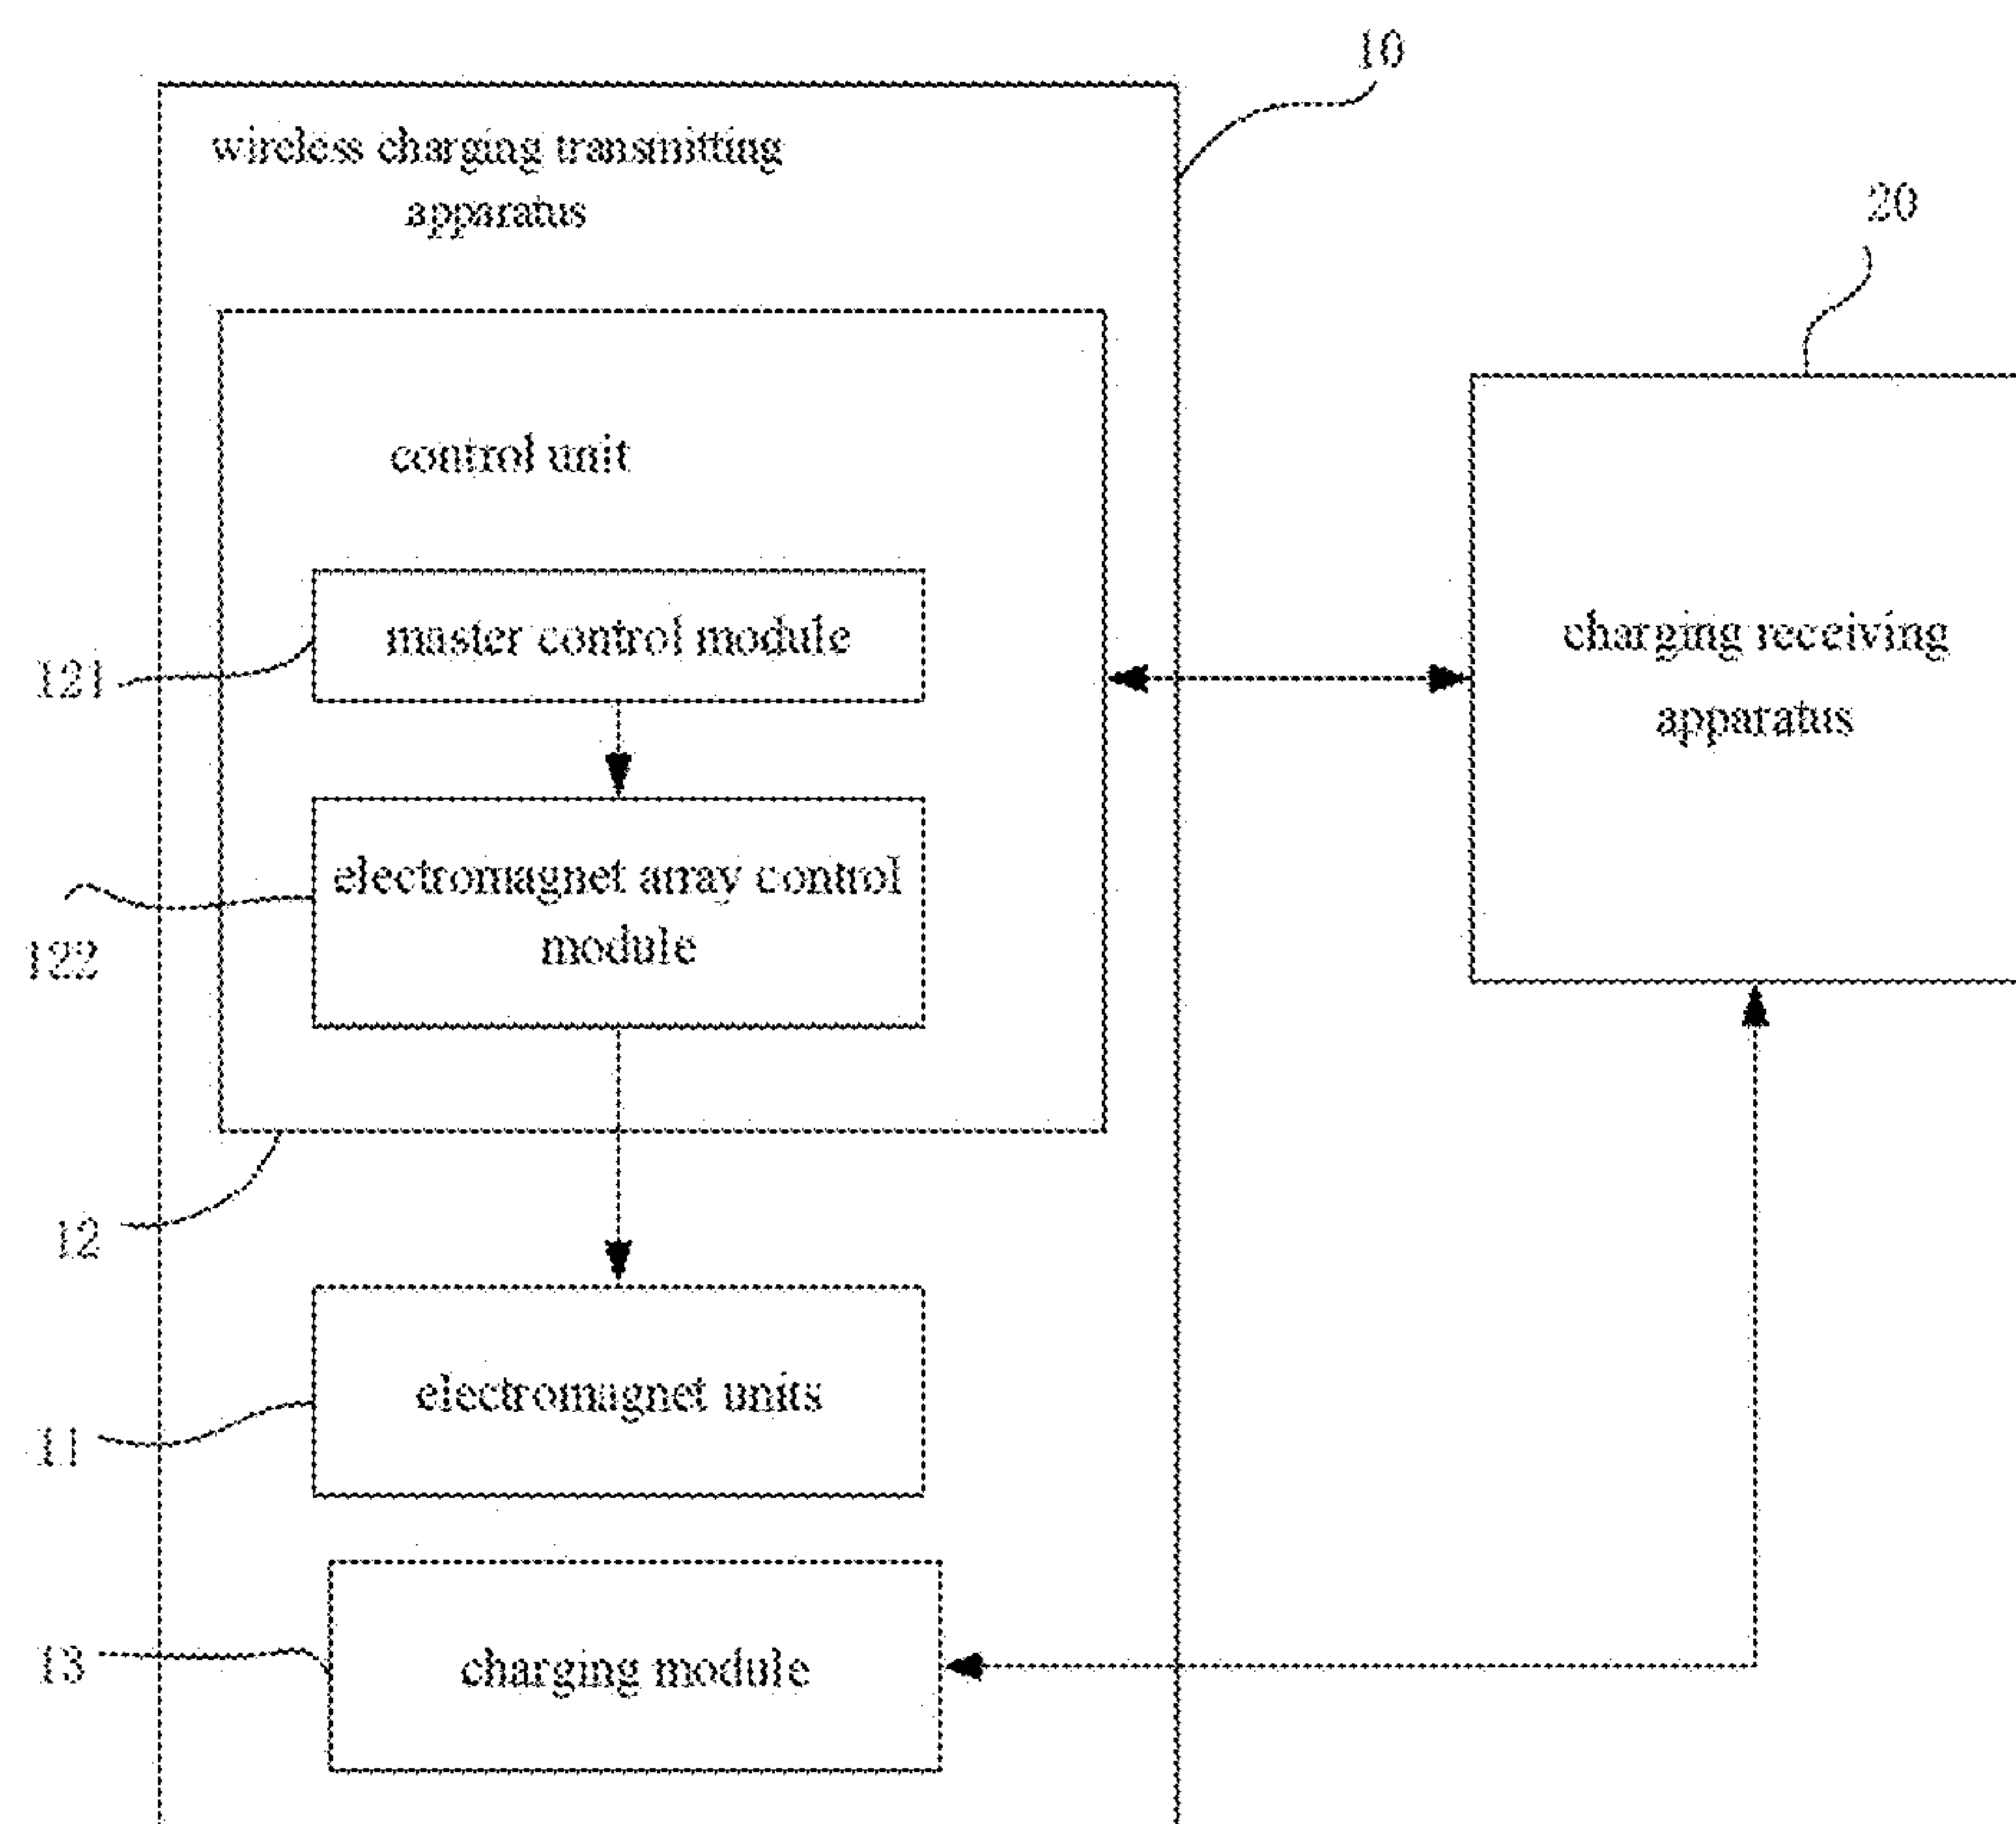 10
wireless charging transmitting
apparatus
20
control unit
master control module
121
charging receiving
apparatus
electromagnet array control
module
122
12
electromagnet units
11
charging module
13